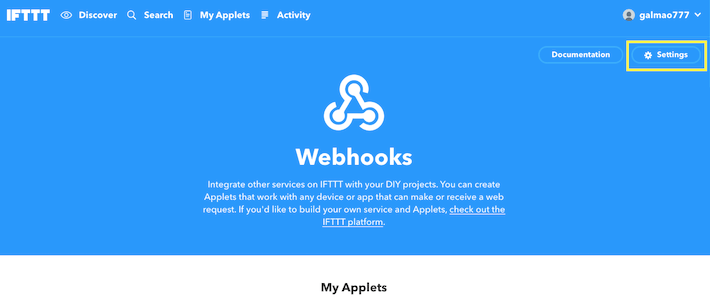 IFTTT Discover Search My Applets Activity galmao777
Documentation Settings
Webhooks
Integrate other services on IFTTT with your DIY projects. You can create
Applets that work with any device or app that can make or receive a web
request. If you'd like to build your own service and Applets, check out the
IFTTT platform.
My Applets